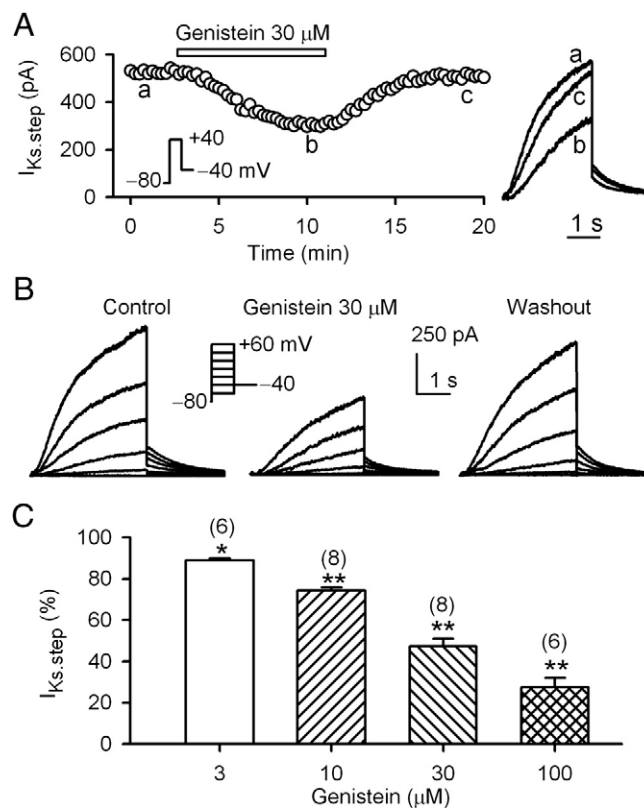 A
Genistein 30 μM
600
400
200
0
I_Ks.step (pA)
a
b
c
+40
−40 mV
−80
0
5
10
15
20
Time (min)
a
c
b
1 s
B
Control
Genistein 30 μM
Washout
+60 mV
−40
−80
250 pA
1 s
C
100
80
60
40
20
0
I_Ks.step (%)
(6)
*
(8)
**
(8)
**
(6)
**
3
10
30
100
Genistein (μM)